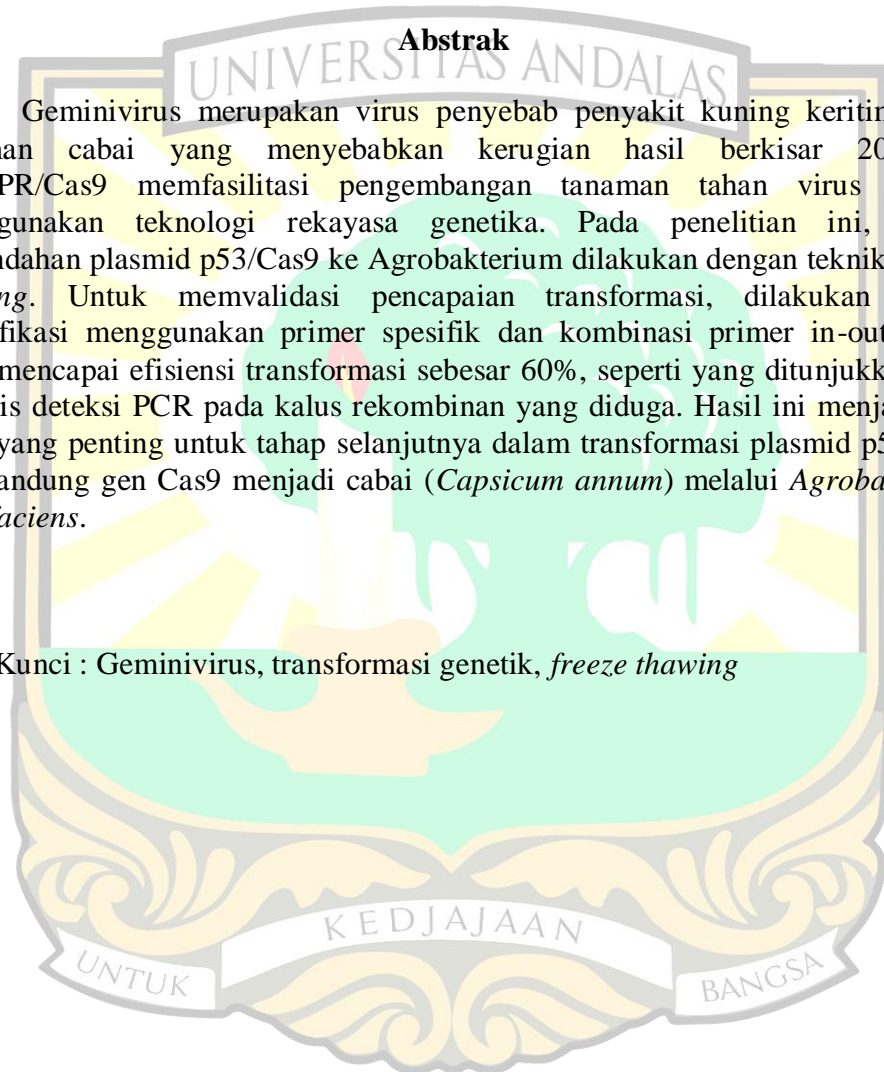 UNIVERSITAS ANDALAS
Abstrak
Geminivirus merupakan virus penyebab penyakit kuning keritin
nan cabai yang menyebabkan kerugian hasil berkisar 20
PR/Cas9 memfasilitasi pengembangan tanaman tahan virus
gunakan teknologi rekayasa genetika. Pada penelitian ini,
ndahan plasmid p53/Cas9 ke Agrobakterium dilakukan dengan teknik
ng. Untuk memvalidasi pencapaian transformasi, dilakukan
fikasi menggunakan primer spesifik dan kombinasi primer in-out
mencapai efisiensi transformasi sebesar 60%, seperti yang ditunjukk
is deteksi PCR pada kalus rekombinan yang diduga. Hasil ini menja
yang penting untuk tahap selanjutnya dalam transformasi plasmid p5
andung gen Cas9 menjadi cabai (Capsicum annum) melalui Agroba
faciens.
Kunci : Geminivirus, transformasi genetik, freeze thawing
KEDJAJAAN
UNTUK
BANGSA